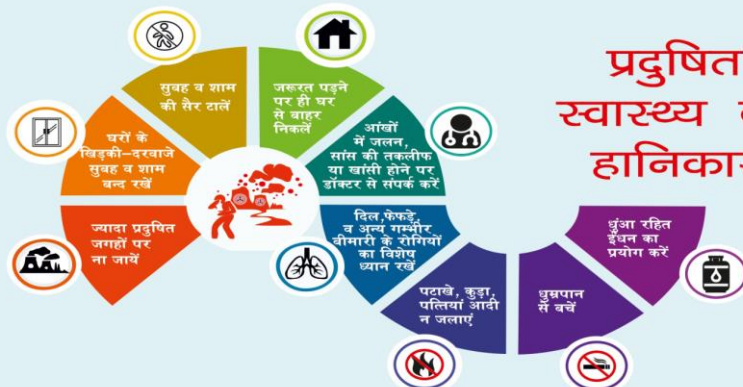 प्रदुषित
स्वास्थ्य
ज्यादा प्रदुषित
जगहों पर
ना जायें
घरों के
खिड़की–दरवाजे
सुबह व शाम
बन्द रखें
सुबह व शाम
की सैर टालें
जरूरत पड़ने
पर ही घर
से बाहर
निकलें
आंखों
में जलन,
सांस की तकलीफ
या खांसी होने पर
डॉक्टर से संपर्क करें
दिल,फेफड़े,
व अन्य गम्भीर
बीमारी के रोगियों
का विशेष
ध्यान रखें
पटाखे, कुड़ा,
पत्तियां आदी
न जलाएं
धुम्रपान
से बचें
धुंआ रहित
ईंधन का
प्रयोग करें